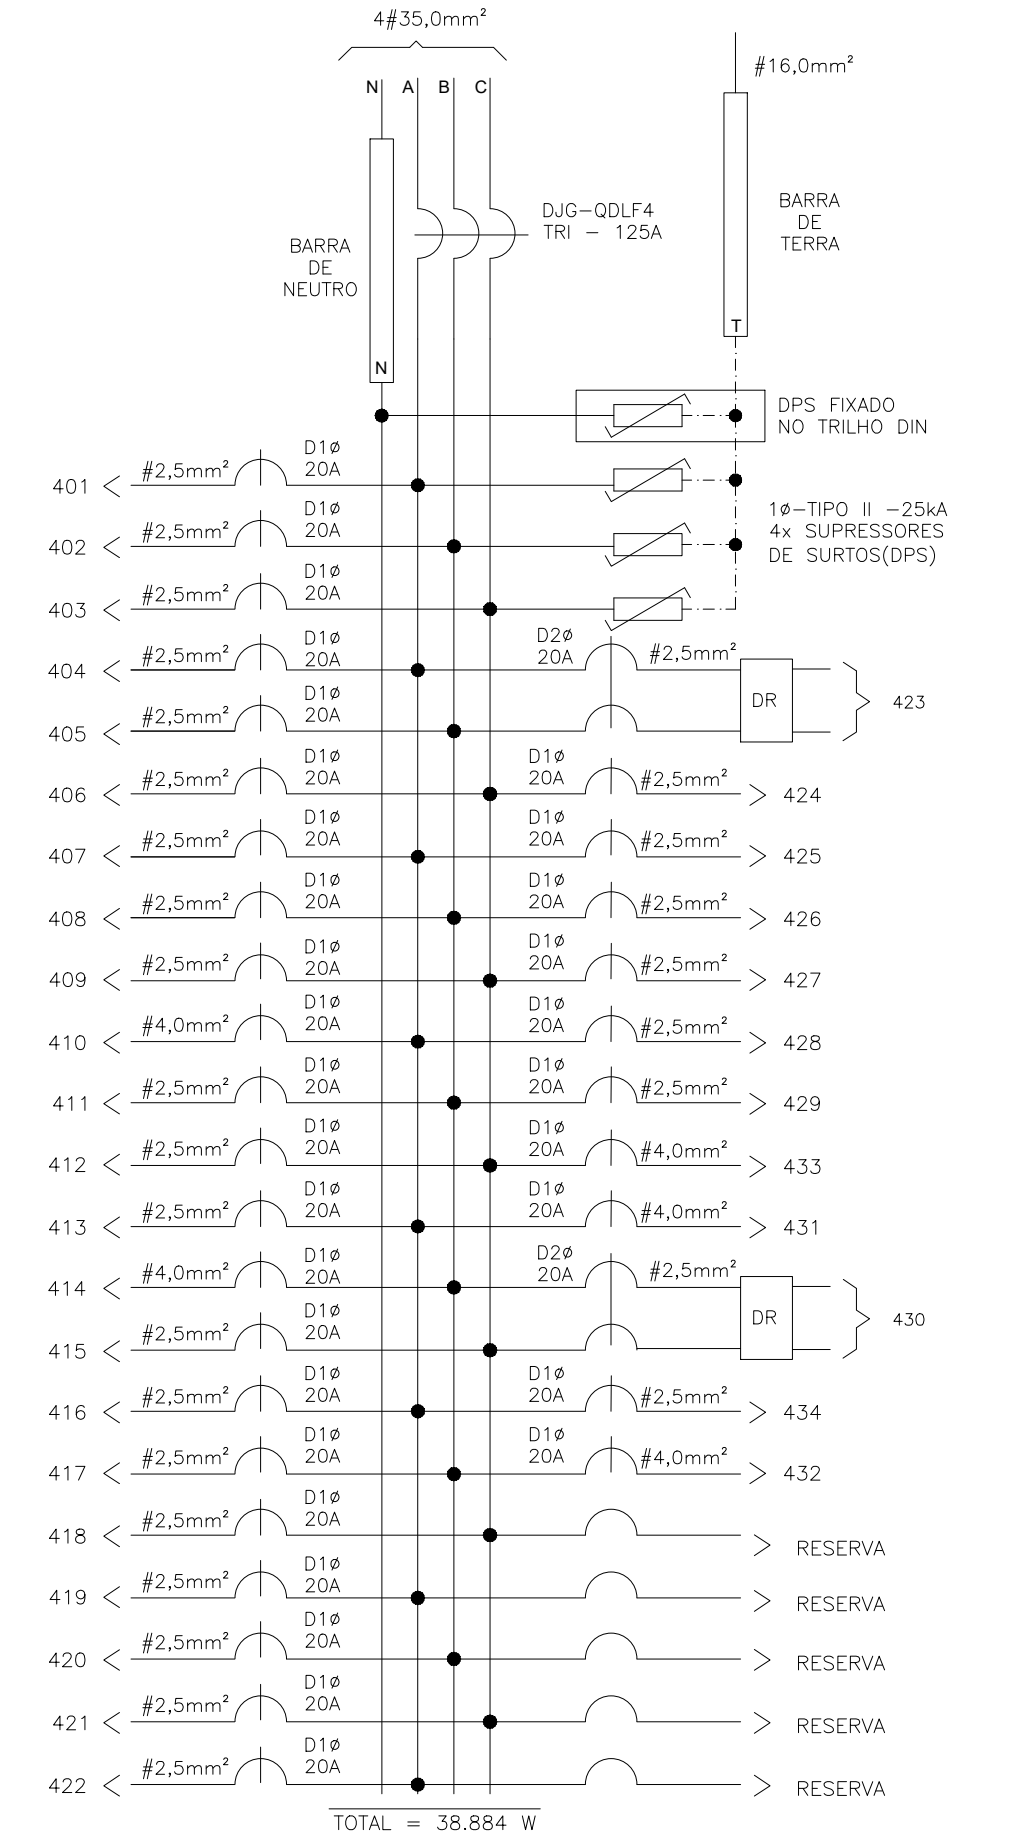 4#35,0mm²
#16,0mm²
N A B C
DJG-QDLF4
TRI - 125A
BARRA
DE
TERRA
BARRA
DE
NEUTRO
T
N
DPS FIXADO
NO TRILHO DIN
1ø-TIPO II -25kA
4x SUPRESSORES
DE SURTOS(DPS)
401 #2,5mm² D1ø 20A
402 #2,5mm² D1ø 20A
403 #2,5mm² D1ø 20A
404 #2,5mm² D1ø 20A D2ø 20A #2,5mm²
DR 423
405 #2,5mm² D1ø 20A
406 #2,5mm² D1ø 20A D1ø 20A #2,5mm² 424
407 #2,5mm² D1ø 20A D1ø 20A #2,5mm² 425
408 #2,5mm² D1ø 20A D1ø 20A #2,5mm² 426
409 #2,5mm² D1ø 20A D1ø 20A #2,5mm² 427
410 #4,0mm² D1ø 20A D1ø 20A #2,5mm² 428
411 #2,5mm² D1ø 20A D1ø 20A #2,5mm² 429
412 #2,5mm² D1ø 20A D1ø 20A #4,0mm² 433
413 #2,5mm² D1ø 20A D1ø 20A #4,0mm² 431
414 #4,0mm² D1ø 20A D2ø 20A #2,5mm²
DR 430
415 #2,5mm² D1ø 20A
416 #2,5mm² D1ø 20A D1ø 20A #2,5mm² 434
417 #2,5mm² D1ø 20A D1ø 20A #4,0mm² 432
418 #2,5mm² D1ø 20A RESERVA
419 #2,5mm² D1ø 20A RESERVA
420 #2,5mm² D1ø 20A RESERVA
421 #2,5mm² D1ø 20A RESERVA
422 #2,5mm² D1ø 20A RESERVA
TOTAL = 38.884 W